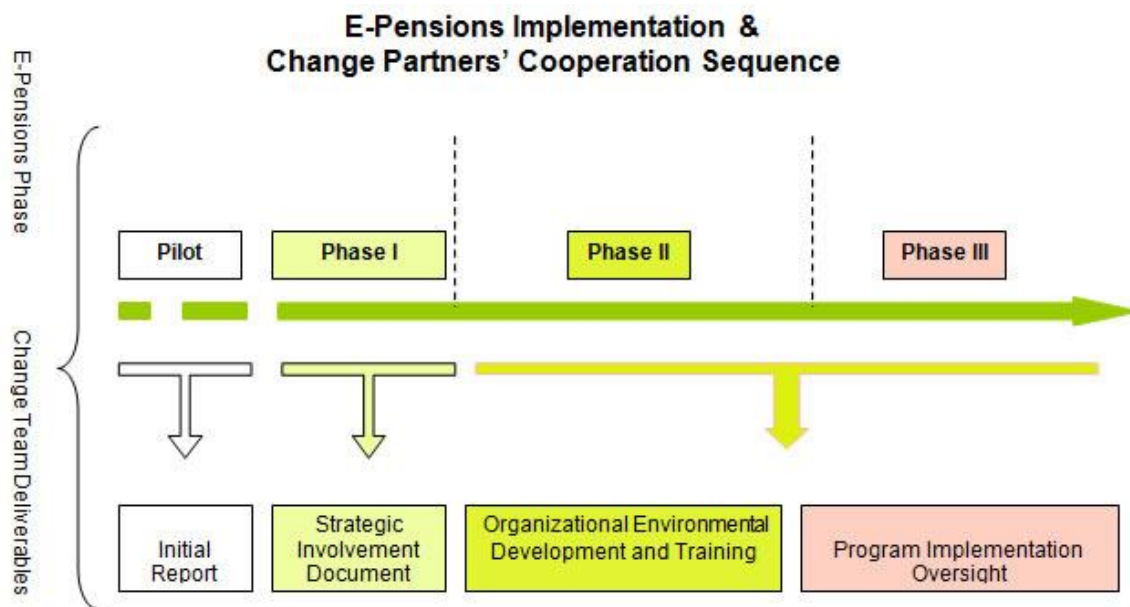 E-Pensions Implementation &
Change Partners' Cooperation Sequence
E-Pensions Phase
Pilot
Phase I
Phase II
Phase III
Change Team Deliverables
Initial
Report
Strategic
Involvement
Document
Organizational Environmental
Development and Training
Program Implementation
Oversight